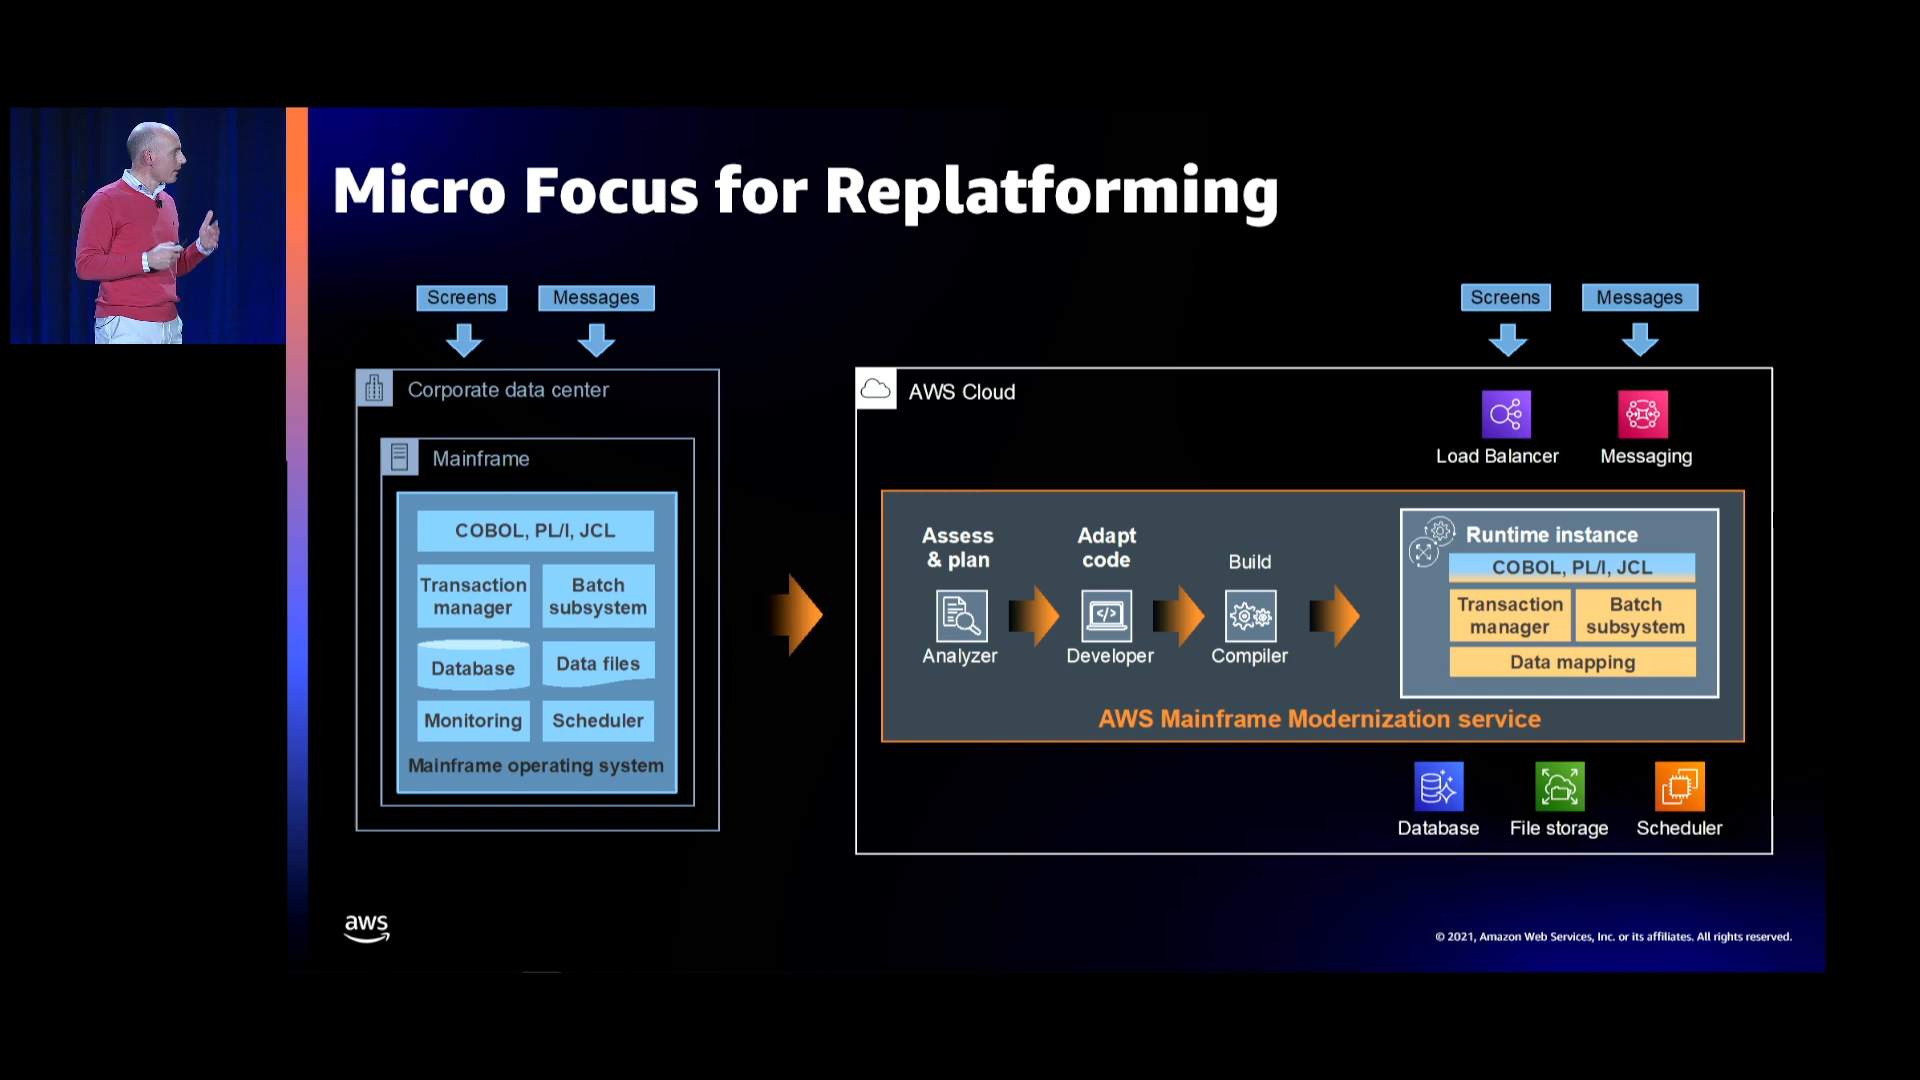 Micro Focus for Replatforming
Screens
Messages
Corporate data center
Mainframe
COBOL, PL/I, JCL
Transaction
manager
Batch
subsystem
Database
Data files
Monitoring
Scheduler
Mainframe operating system
Screens
Messages
AWS Cloud
Load Balancer
Messaging
Assess
& plan
Analyzer
Adapt
code
Developer
Build
Compiler
Runtime instance
COBOL, PL/I, JCL
Transaction
manager
Batch
subsystem
Data mapping
AWS Mainframe Modernization service
Database
File storage
Scheduler
aws
© 2021, Amazon Web Services, Inc. or its affiliates. All rights reserved.